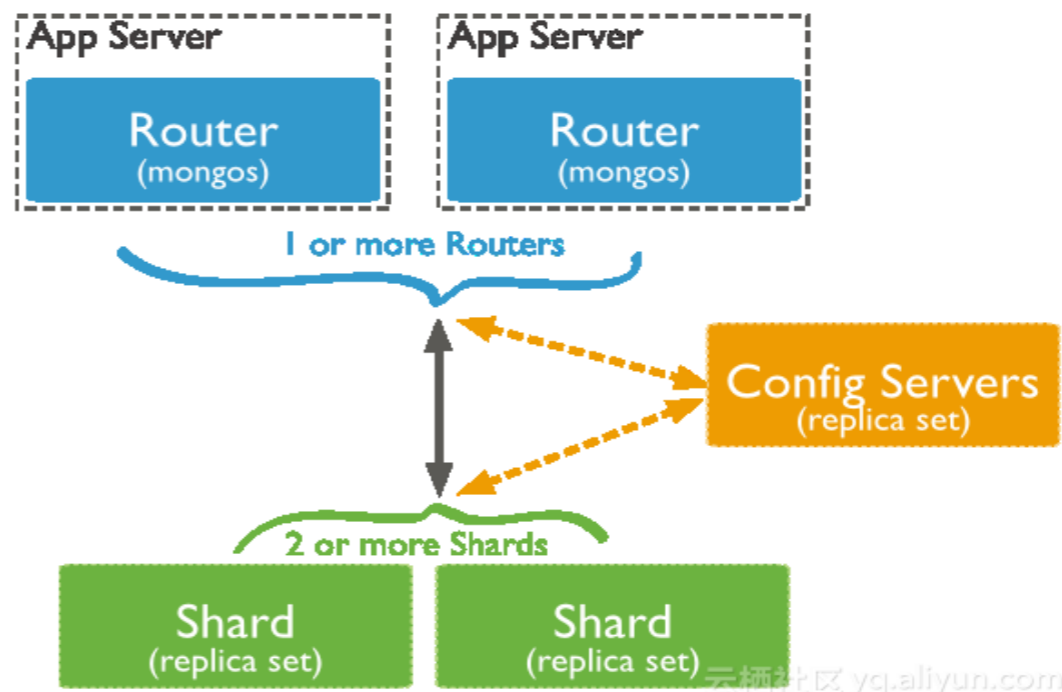 App Server
App Server
Router
(mongos)
Router
(mongos)
1 or more Routers
Config Servers
(replica set)
2 or more Shards
Shard
(replica set)
Shard
(replica set)
云栖社区 yq.aliyun.com